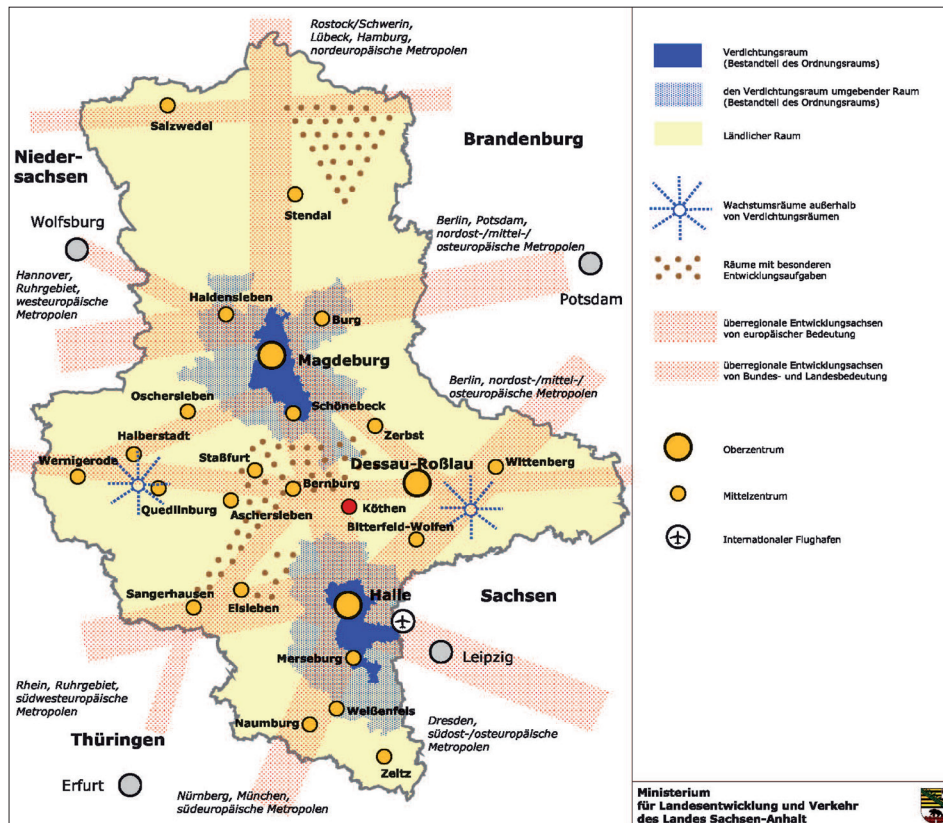 Rostock/Schwerin,
Lübeck, Hamburg,
nordeuropäische Metropolen
Salzwedel
Brandenburg
Nieder-
sachsen
Stendal
Wolfsburg
Berlin, Potsdam,
nordost-/mittel-/
osteuropäische Metropolen
Hannover,
Ruhrgebiet,
westeuropäische
Metropolen
Potsdam
Haldensleben
Burg
Magdeburg
Berlin, nordost-/mittel-/
osteuropäische Metropolen
Oschersleben
Schönebeck
Halberstadt
Zerbst
Wernigerode
Staßfurt
Dessau-Roßlau
Wittenberg
Bernburg
Quedlinburg
Aschersleben
Köthen
Bitterfeld-Wolfen
Sangerhausen
Eisleben
Halle
Sachsen
Merseburg
Leipzig
Rhein, Ruhrgebiet,
südwesteuropäische
Metropolen
Weißenfels
Naumburg
Dresden,
südost-/osteuropäische
Metropolen
Thüringen
Zeitz
Erfurt
Nürnberg, München,
südeuropäische Metropolen
Verdichtungsraum
(Bestandteil des Ordnungsraums)
den Verdichtungsraum umgebender Raum
(Bestandteil des Ordnungsraums)
Ländlicher Raum
Wachstumsräume außerhalb
von Verdichtungsräumen
Räume mit besonderen
Entwicklungsaufgaben
überregionale Entwicklungsachsen
von europäischer Bedeutung
überregionale Entwicklungsachsen
von Bundes- und Landesbedeutung
Oberzentrum
Mittelzentrum
Internationaler Flughafen
Ministerium
für Landesentwicklung und Verkehr
des Landes Sachsen-Anhalt